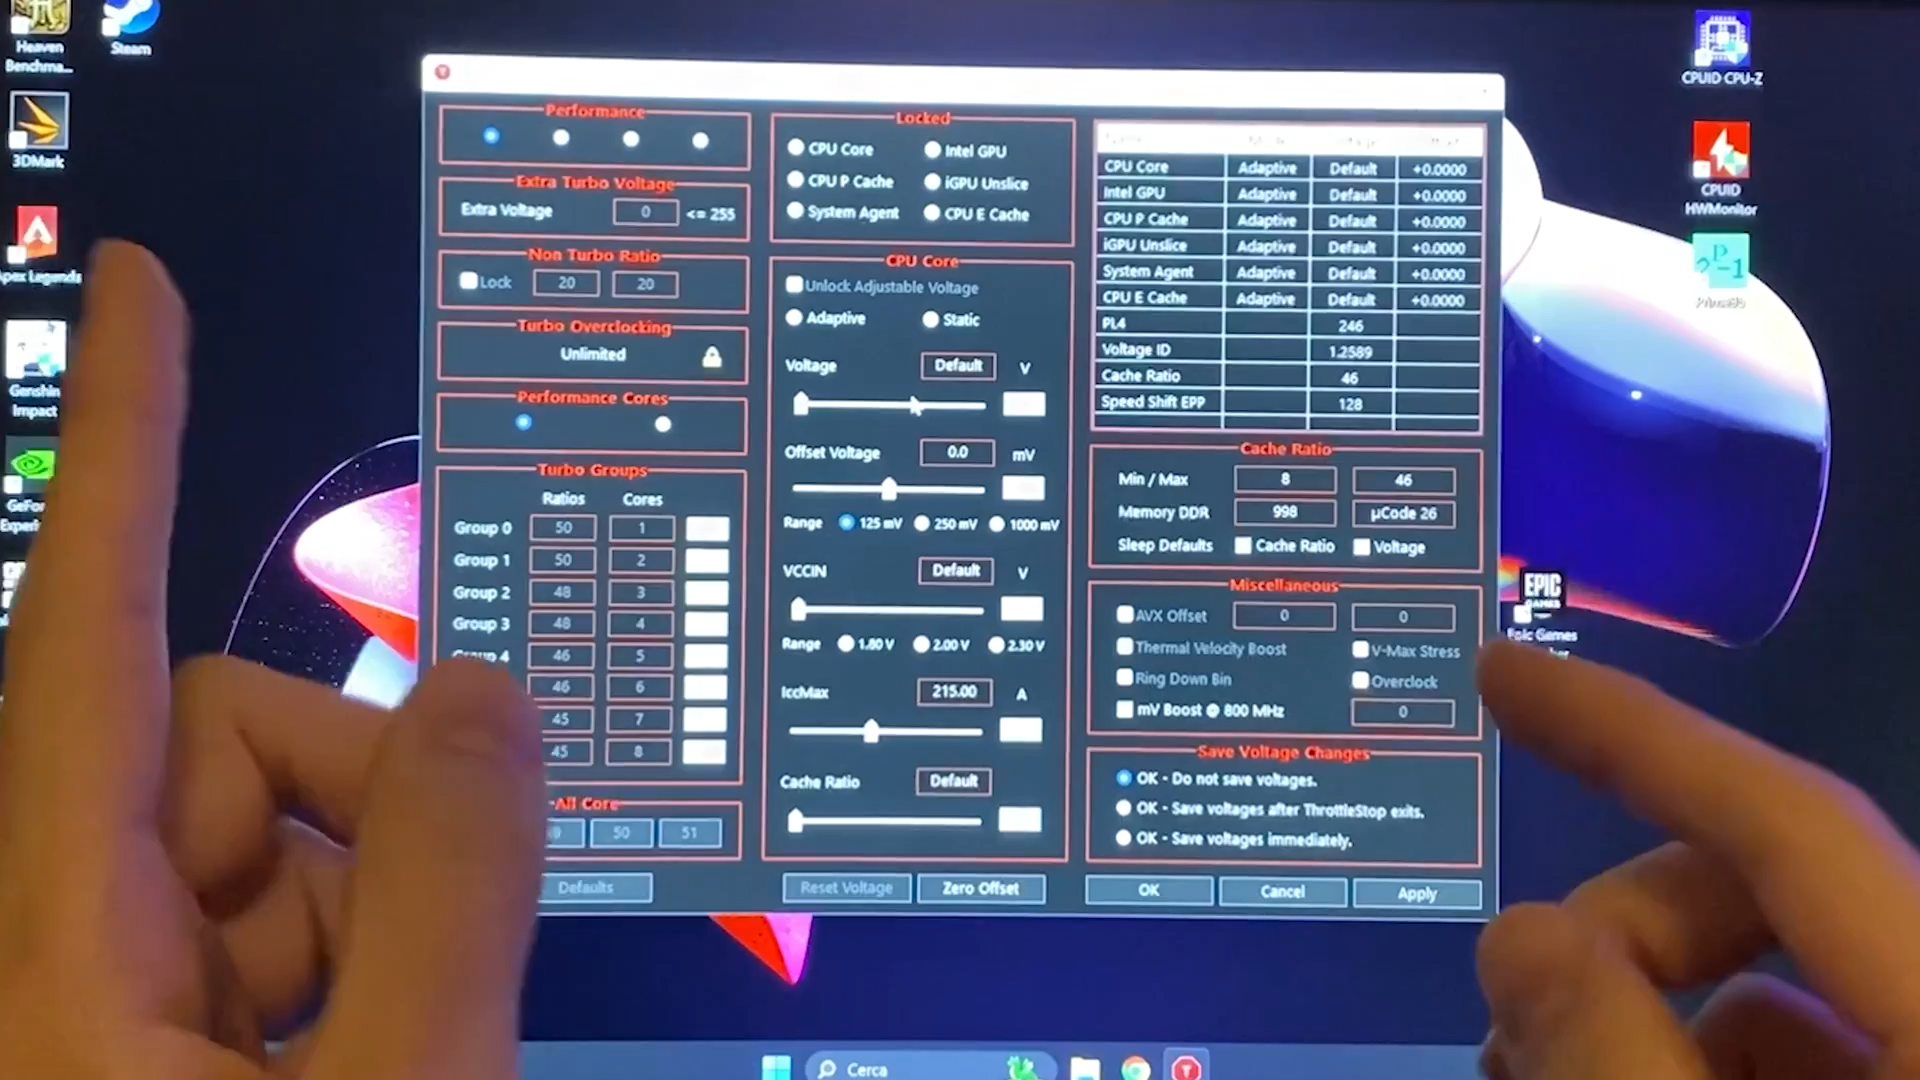 Heaven
Benchma...
Steam
3DMark
Apex Legends
Genshin
Impact
CPUID CPU-Z
CPUID
HWMonitor
Prime95
EPIC
GAMES
Epic Games
Performance
Extra Turbo Voltage
Extra Voltage 0 <= 255
Non Turbo Ratio
Lock 20 20
Turbo Overclocking
Unlimited
Performance Cores
Turbo Groups
Ratios Cores
Group 0 50 1
Group 1 50 2
Group 2 48 3
Group 3 48 4
Group 4 46 5
46 6
45 7
45 8
All Core
50 51
Defaults
Locked
CPU Core Intel GPU
CPU P Cache iGPU Unslice
System Agent CPU E Cache
CPU Core
Unlock Adjustable Voltage
Adaptive Static
Voltage Default V
Offset Voltage 0.0 mV
Range 125 mV 250 mV 1000 mV
VCCIN Default V
Range 1.80 V 2.00 V 2.30 V
IccMax 215.00 A
Cache Ratio Default
Reset Voltage Zero Offset
CPU Core Adaptive Default +0.0000
Intel GPU Adaptive Default +0.0000
CPU P Cache Adaptive Default +0.0000
iGPU Unslice Adaptive Default +0.0000
System Agent Adaptive Default +0.0000
CPU E Cache Adaptive Default +0.0000
PL4 246
Voltage ID 1.2589
Cache Ratio 46
Speed Shift EPP 128
Cache Ratio
Min / Max 8 46
Memory DDR 998 µCode 26
Sleep Defaults Cache Ratio Voltage
Miscellaneous
AVX Offset 0 0
Thermal Velocity Boost V-Max Stress
Ring Down Bin Overclock
mV Boost @ 800 MHz 0
Save Voltage Changes
OK - Do not save voltages.
OK - Save voltages after ThrottleStop exits.
OK - Save voltages immediately.
OK Cancel Apply
Cerca